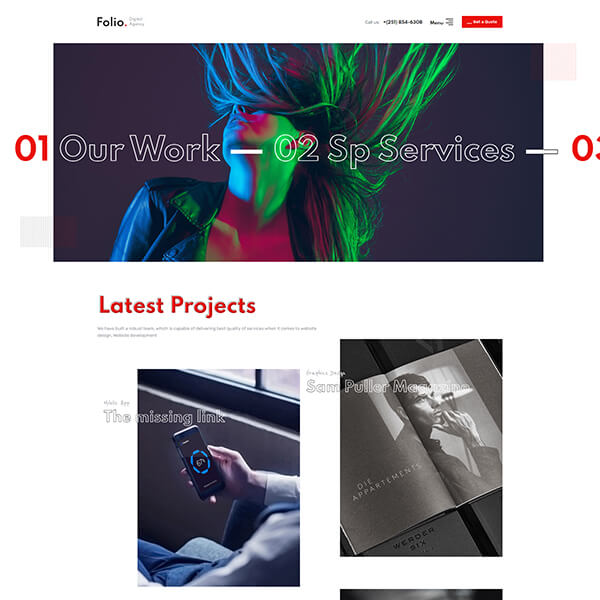 Folio.
Digital
Agency
Call us: +(251) 854-6308
Menu
Get a Quote
01 Our Work — 02 Sp Services — 03
Latest Projects
We have built a robust team, which is capable of delivering best quality of services when it comes to website
design, Website development
Graphics Design
Sam Puller Magazine
Mobile App
The missing link
67%
DIE
APPARTEMENTS
WERDER
SIX